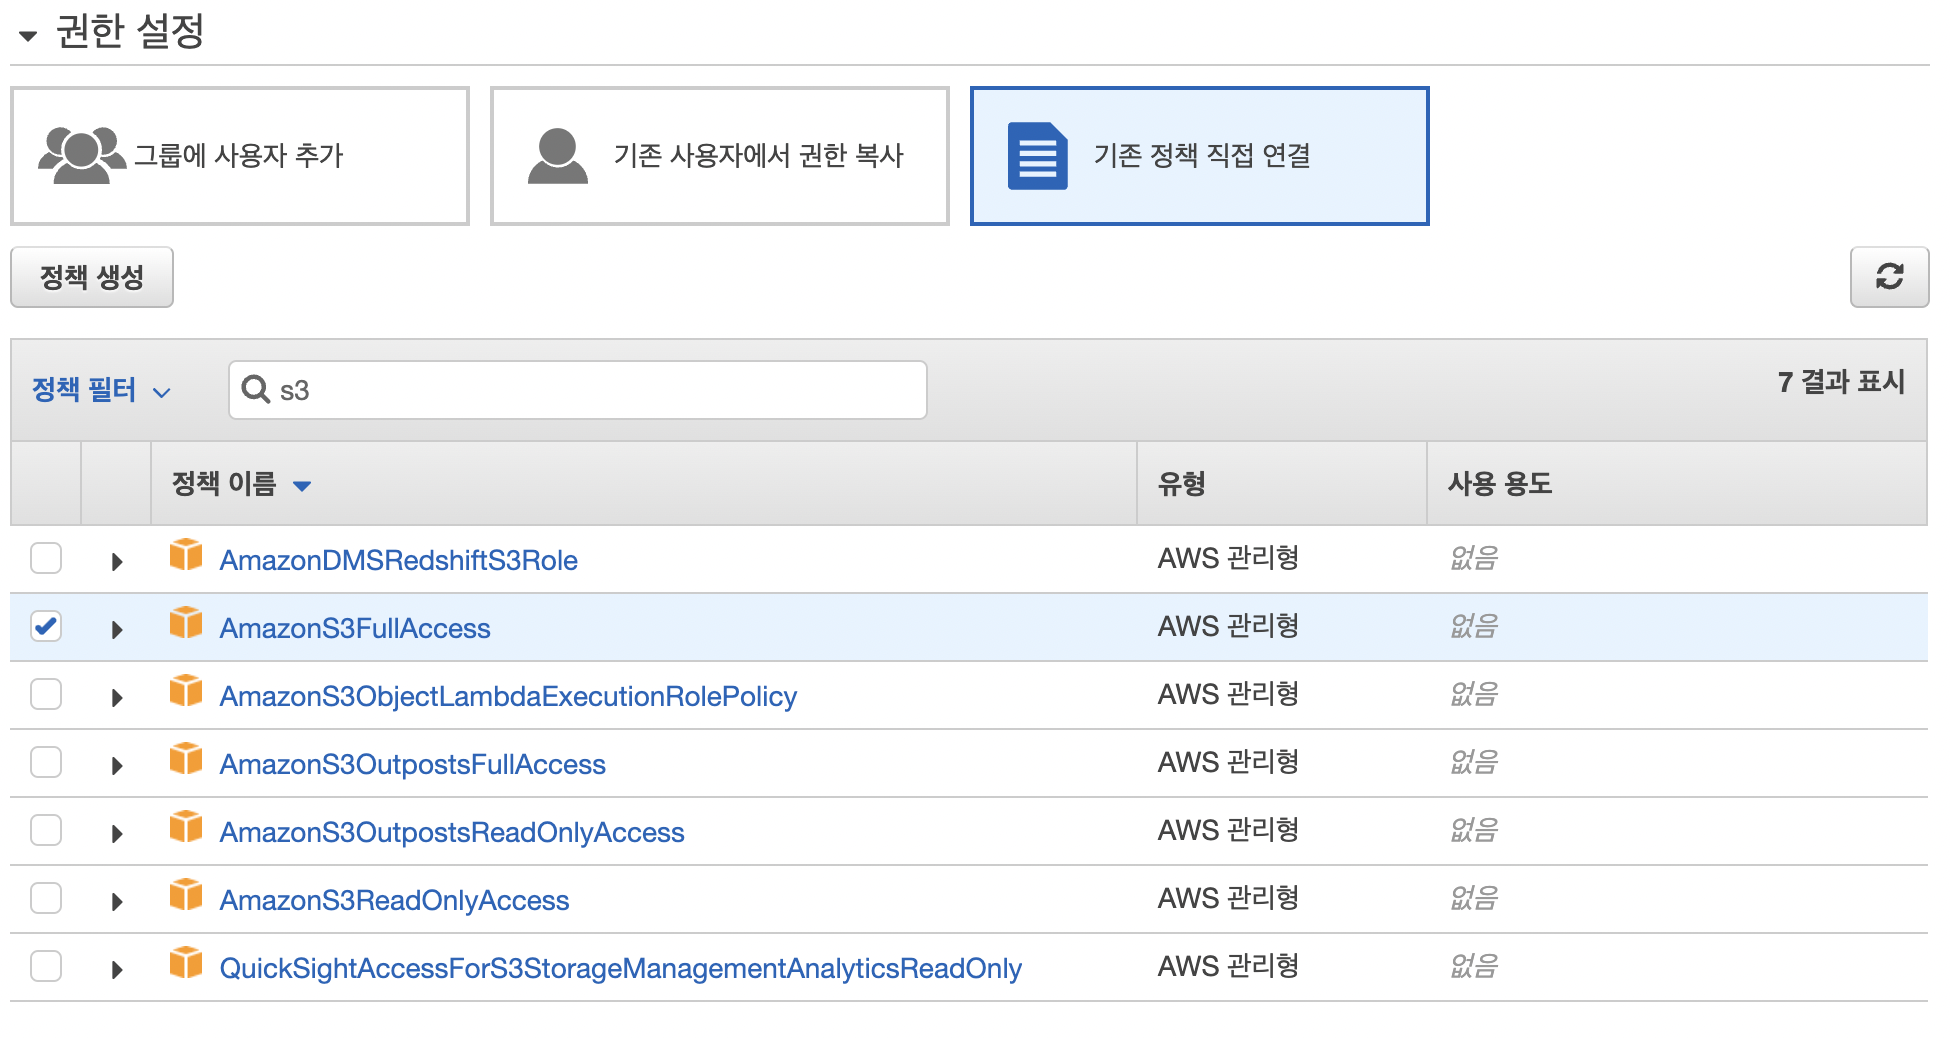 권한 설정
그룹에 사용자 추가
기존 사용자에서 권한 복사
기존 정책 직접 연결
정책 생성
정책 필터
s3
7 결과 표시
정책 이름 유형 사용 용도
AmazonDMSRedshiftS3Role AWS 관리형 없음
AmazonS3FullAccess AWS 관리형 없음
AmazonS3ObjectLambdaExecutionRolePolicy AWS 관리형 없음
AmazonS3OutpostsFullAccess AWS 관리형 없음
AmazonS3OutpostsReadOnlyAccess AWS 관리형 없음
AmazonS3ReadOnlyAccess AWS 관리형 없음
QuickSightAccessForS3StorageManagementAnalyticsReadOnly AWS 관리형 없음